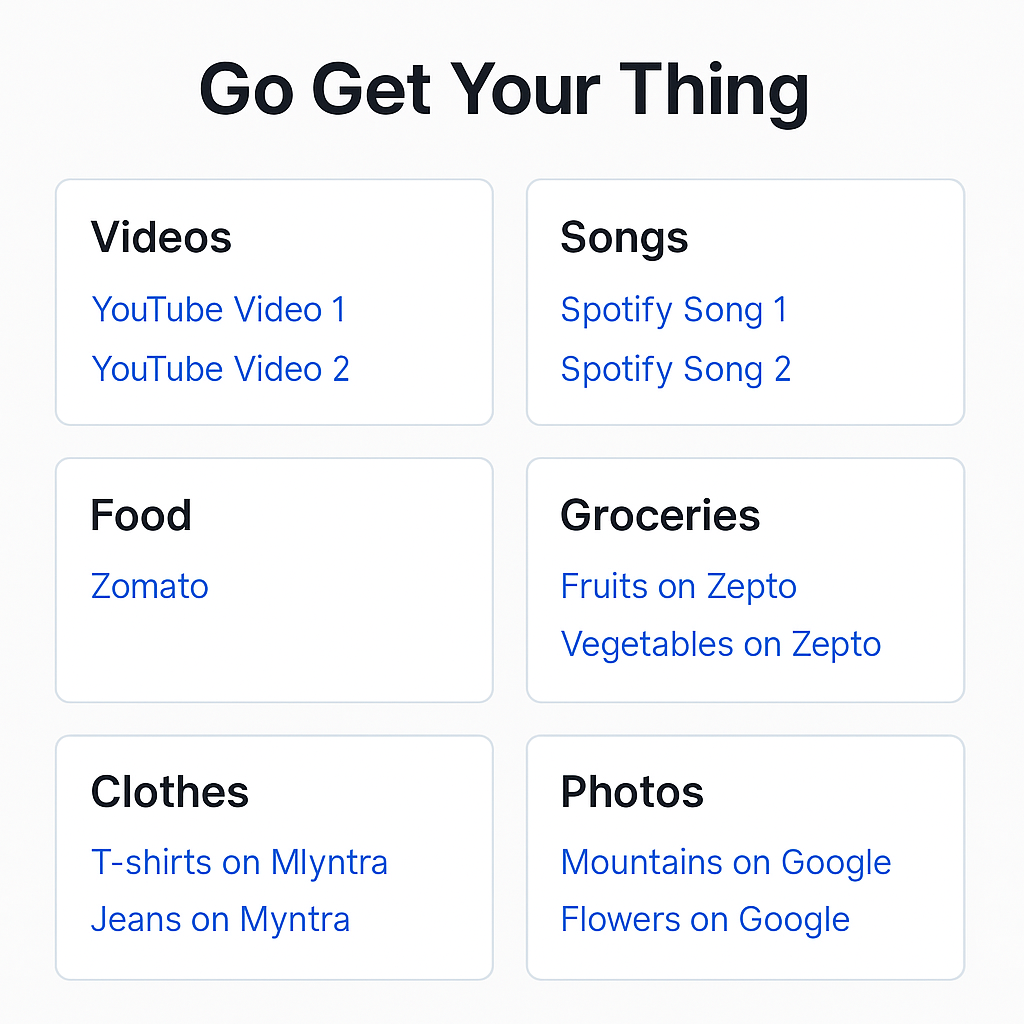 Go Get Your Thing
Videos
YouTube Video 1
YouTube Video 2
Songs
Spotify Song 1
Spotify Song 2
Food
Zomato
Groceries
Fruits on Zepto
Vegetables on Zepto
Clothes
T-shirts on Mlyntra
Jeans on Myntra
Photos
Mountains on Google
Flowers on Google